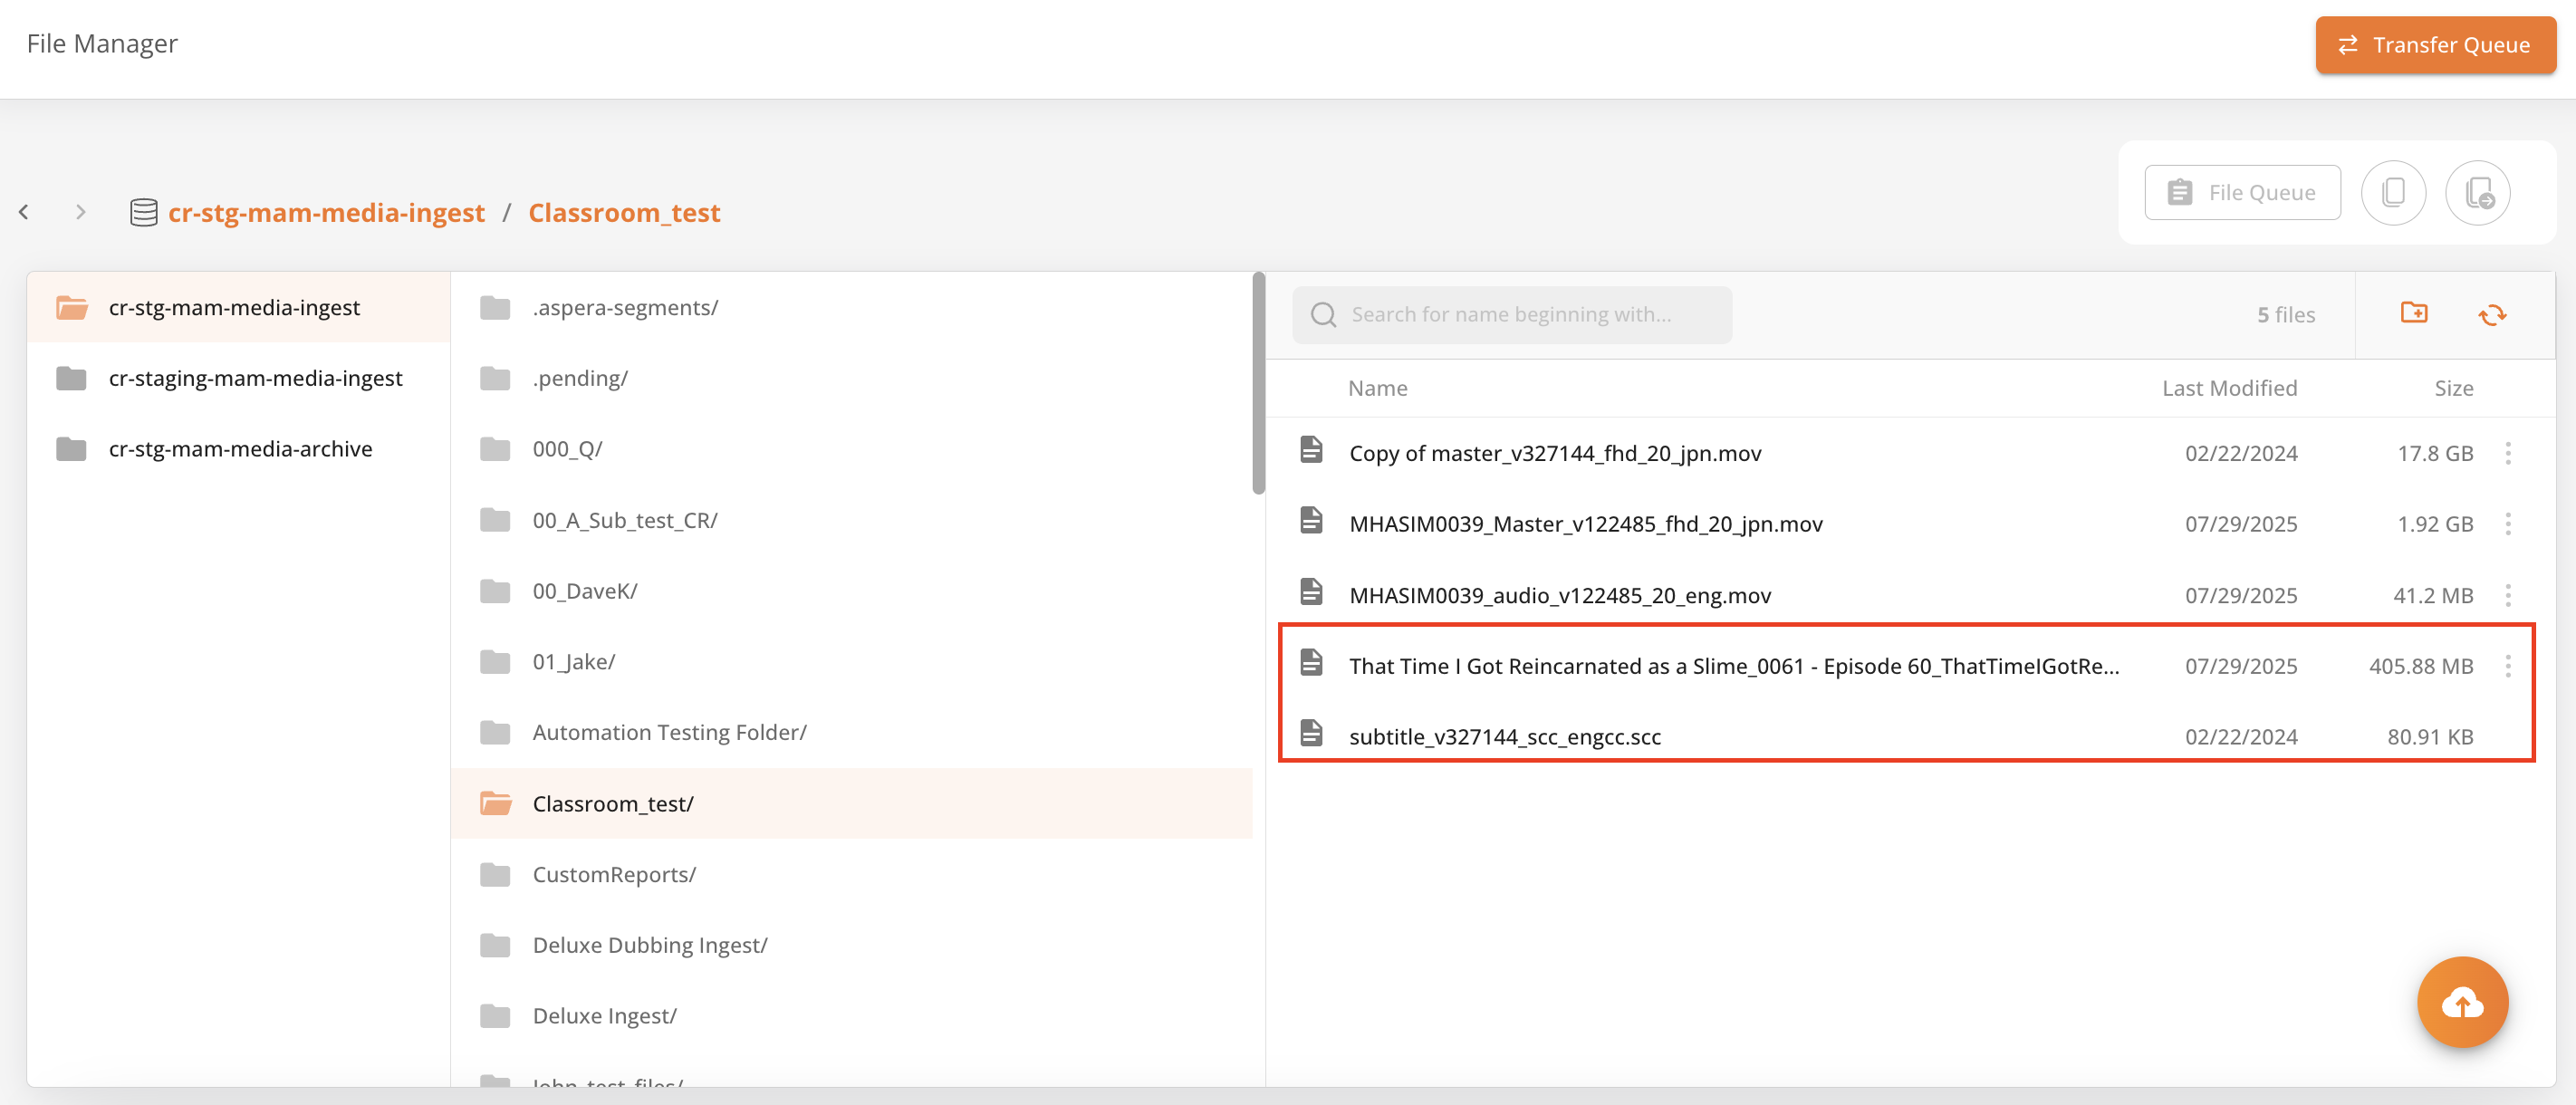 File Manager
Transfer Queue
File Queue
cr-stg-mam-media-ingest / Classroom_test
cr-stg-mam-media-ingest
cr-staging-mam-media-ingest
cr-stg-mam-media-archive
.aspera-segments/
.pending/
000_Q/
00_A_Sub_test_CR/
00_DaveK/
01_Jake/
Automation Testing Folder/
Classroom_test/
CustomReports/
Deluxe Dubbing Ingest/
Deluxe Ingest/
John_test_files/
Search for name beginning with...
5 files
Name Last Modified Size
Copy of master_v327144_fhd_20_jpn.mov 02/22/2024 17.8 GB
MHASIM0039_Master_v122485_fhd_20_jpn.mov 07/29/2025 1.92 GB
MHASIM0039_audio_v122485_20_eng.mov 07/29/2025 41.2 MB
That Time I Got Reincarnated as a Slime_0061 - Episode 60_ThatTimeIGotRe... 07/29/2025 405.88 MB
subtitle_v327144_scc_engcc.scc 02/22/2024 80.91 KB